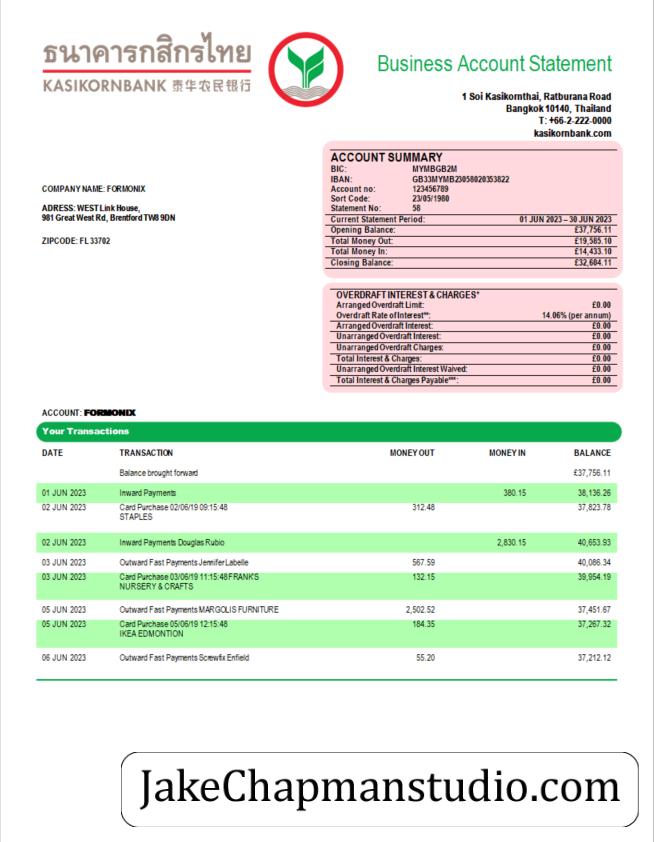 ธนาคารกสิกรไทย
KASIKORNBANK 泰华农民银行
Business Account Statement
1 Soi Kasikornthai, Ratburana Road
Bangkok 10140, Thailand
T: +66-2-222-0000
kasikornbank.com
ACCOUNT SUMMARY
BIC: MYMBGB2M
IBAN: GB33MYMB23058020353822
Account no: 123456789
Sort Code: 23/05/1980
Statement No: 58
Current Statement Period: 01 JUN 2023 – 30 JUN 2023
Opening Balance: £37,756.11
Total Money Out: £19,585.10
Total Money In: £14,433.10
Closing Balance: £32,604.11
COMPANY NAME: FORMONIX
ADRESS: WEST Link House,
981 Great West Rd, Brentford TW8 9DN
ZIPCODE: FL 33702
OVERDRAFT INTEREST & CHARGES*
Arranged Overdraft Limit: £0.00
Overdraft Rate of Interest**: 14.06% (per annum)
Arranged Overdraft Interest: £0.00
Unarranged Overdraft Interest: £0.00
Unarranged Overdraft Charges: £0.00
Total Interest & Charges: £0.00
Unarranged Overdraft Interest Waived: £0.00
Total Interest & Charges Payable***: £0.00
ACCOUNT: FORMONIX
Your Transactions
DATE TRANSACTION MONEY OUT MONEY IN BALANCE
Balance brought forward £37,756.11
01 JUN 2023 Inward Payments 380.15 38,136.26
02 JUN 2023 Card Purchase 02/06/19 09:15:48 312.48 37,823.78
STAPLES
02 JUN 2023 Inward Payments Douglas Rubio 2,830.15 40,653.93
03 JUN 2023 Outward Fast Payments Jennifer Labelle 567.59 40,086.34
03 JUN 2023 Card Purchase 03/06/19 11:15:48 FRANK'S 132.15 39,954.19
NURSERY & CRAFTS
05 JUN 2023 Outward Fast Payments MARGOLIS FURNITURE 2,502.52 37,451.67
05 JUN 2023 Card Purchase 05/06/19 12:15:48 184.35 37,267.32
IKEA EDMONTION
06 JUN 2023 Outward Fast Payments Screwfix Enfield 55.20 37,212.12
JakeChapmanstudio.com